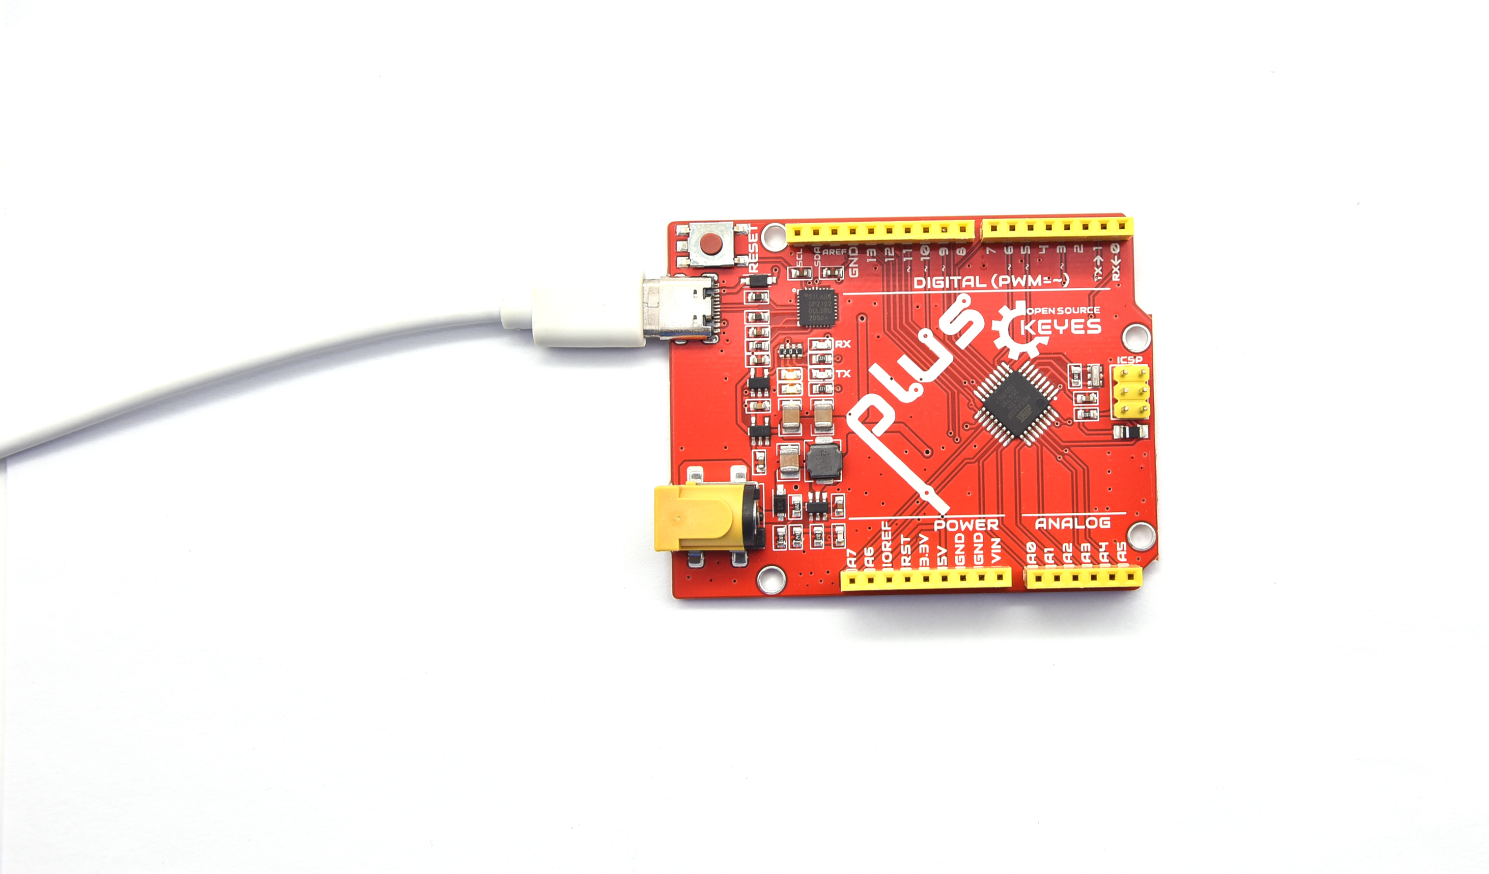 RESET
SCL
SDA
AREF
GND
13
12
~11
~10
~9
8
7
~6
~5
4
~3
2
TX→1
RX←0
DIGITAL (PWM=~)
OPEN SOURCE
KEYES
plus
RX
TX
ICSP
POWER
ANALOG
A7
A6
IOREF
RST
3.3V
5V
GND
GND
VIN
A0
A1
A2
A3
A4
A5